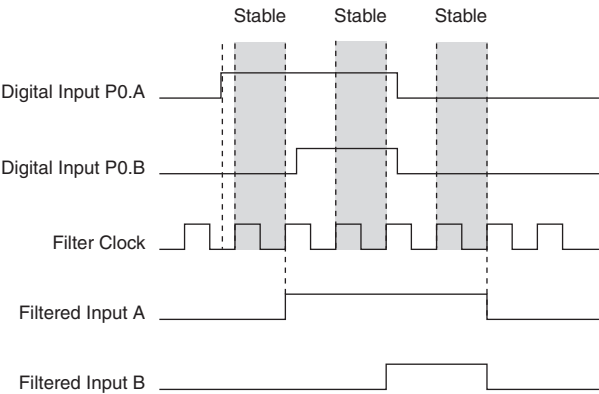 Stable Stable Stable
Digital Input P0.A
Digital Input P0.B
Filter Clock
Filtered Input A
Filtered Input B